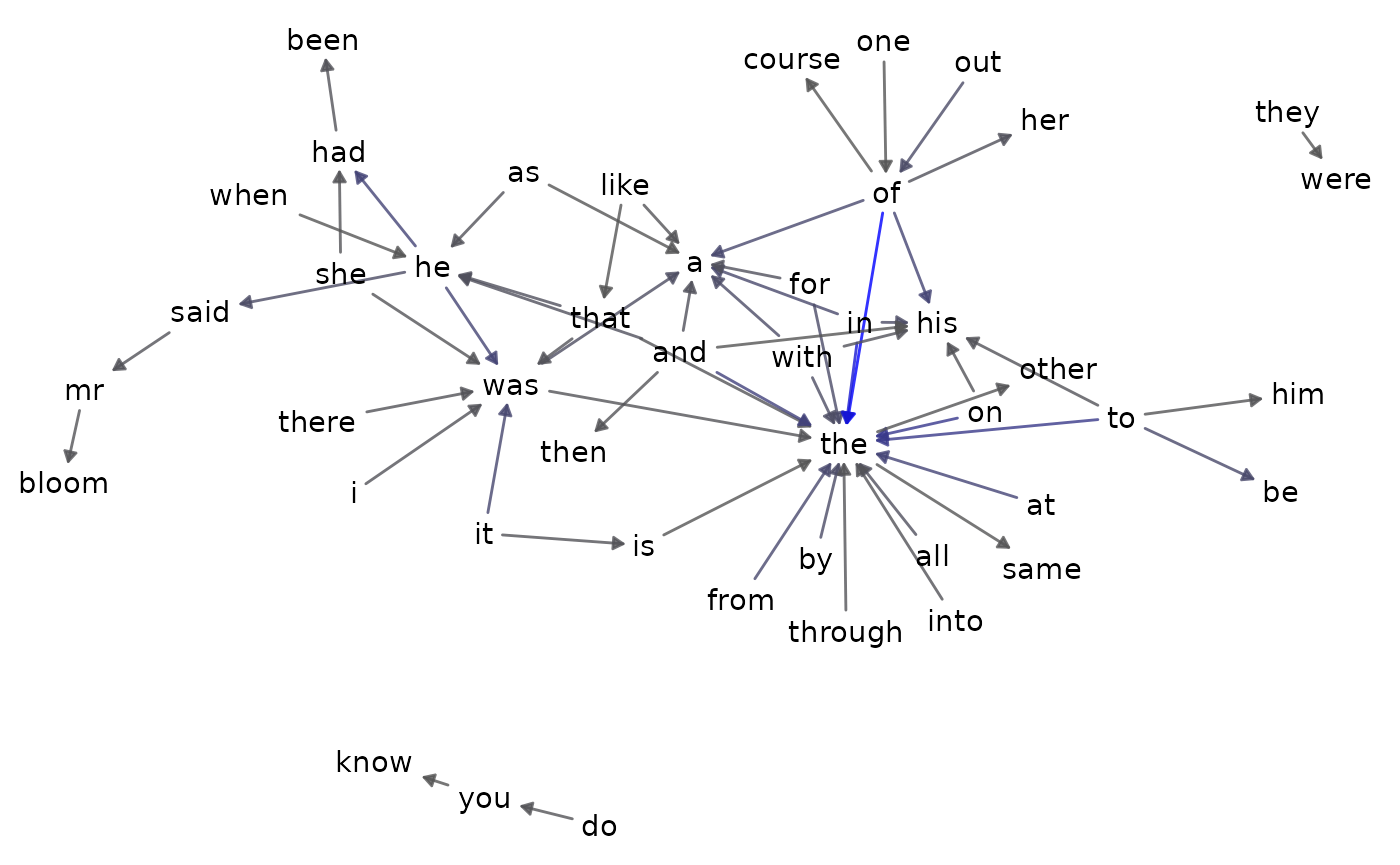 been
one
course
out
they
her
had
as
were
like
when
of
a
he
she
for
said
that
in
his
and
with
other
was
mr
him
there
on
to
the
then
bloom
i
be
at
it
is
by
all
same
from
into
through
know
you
do